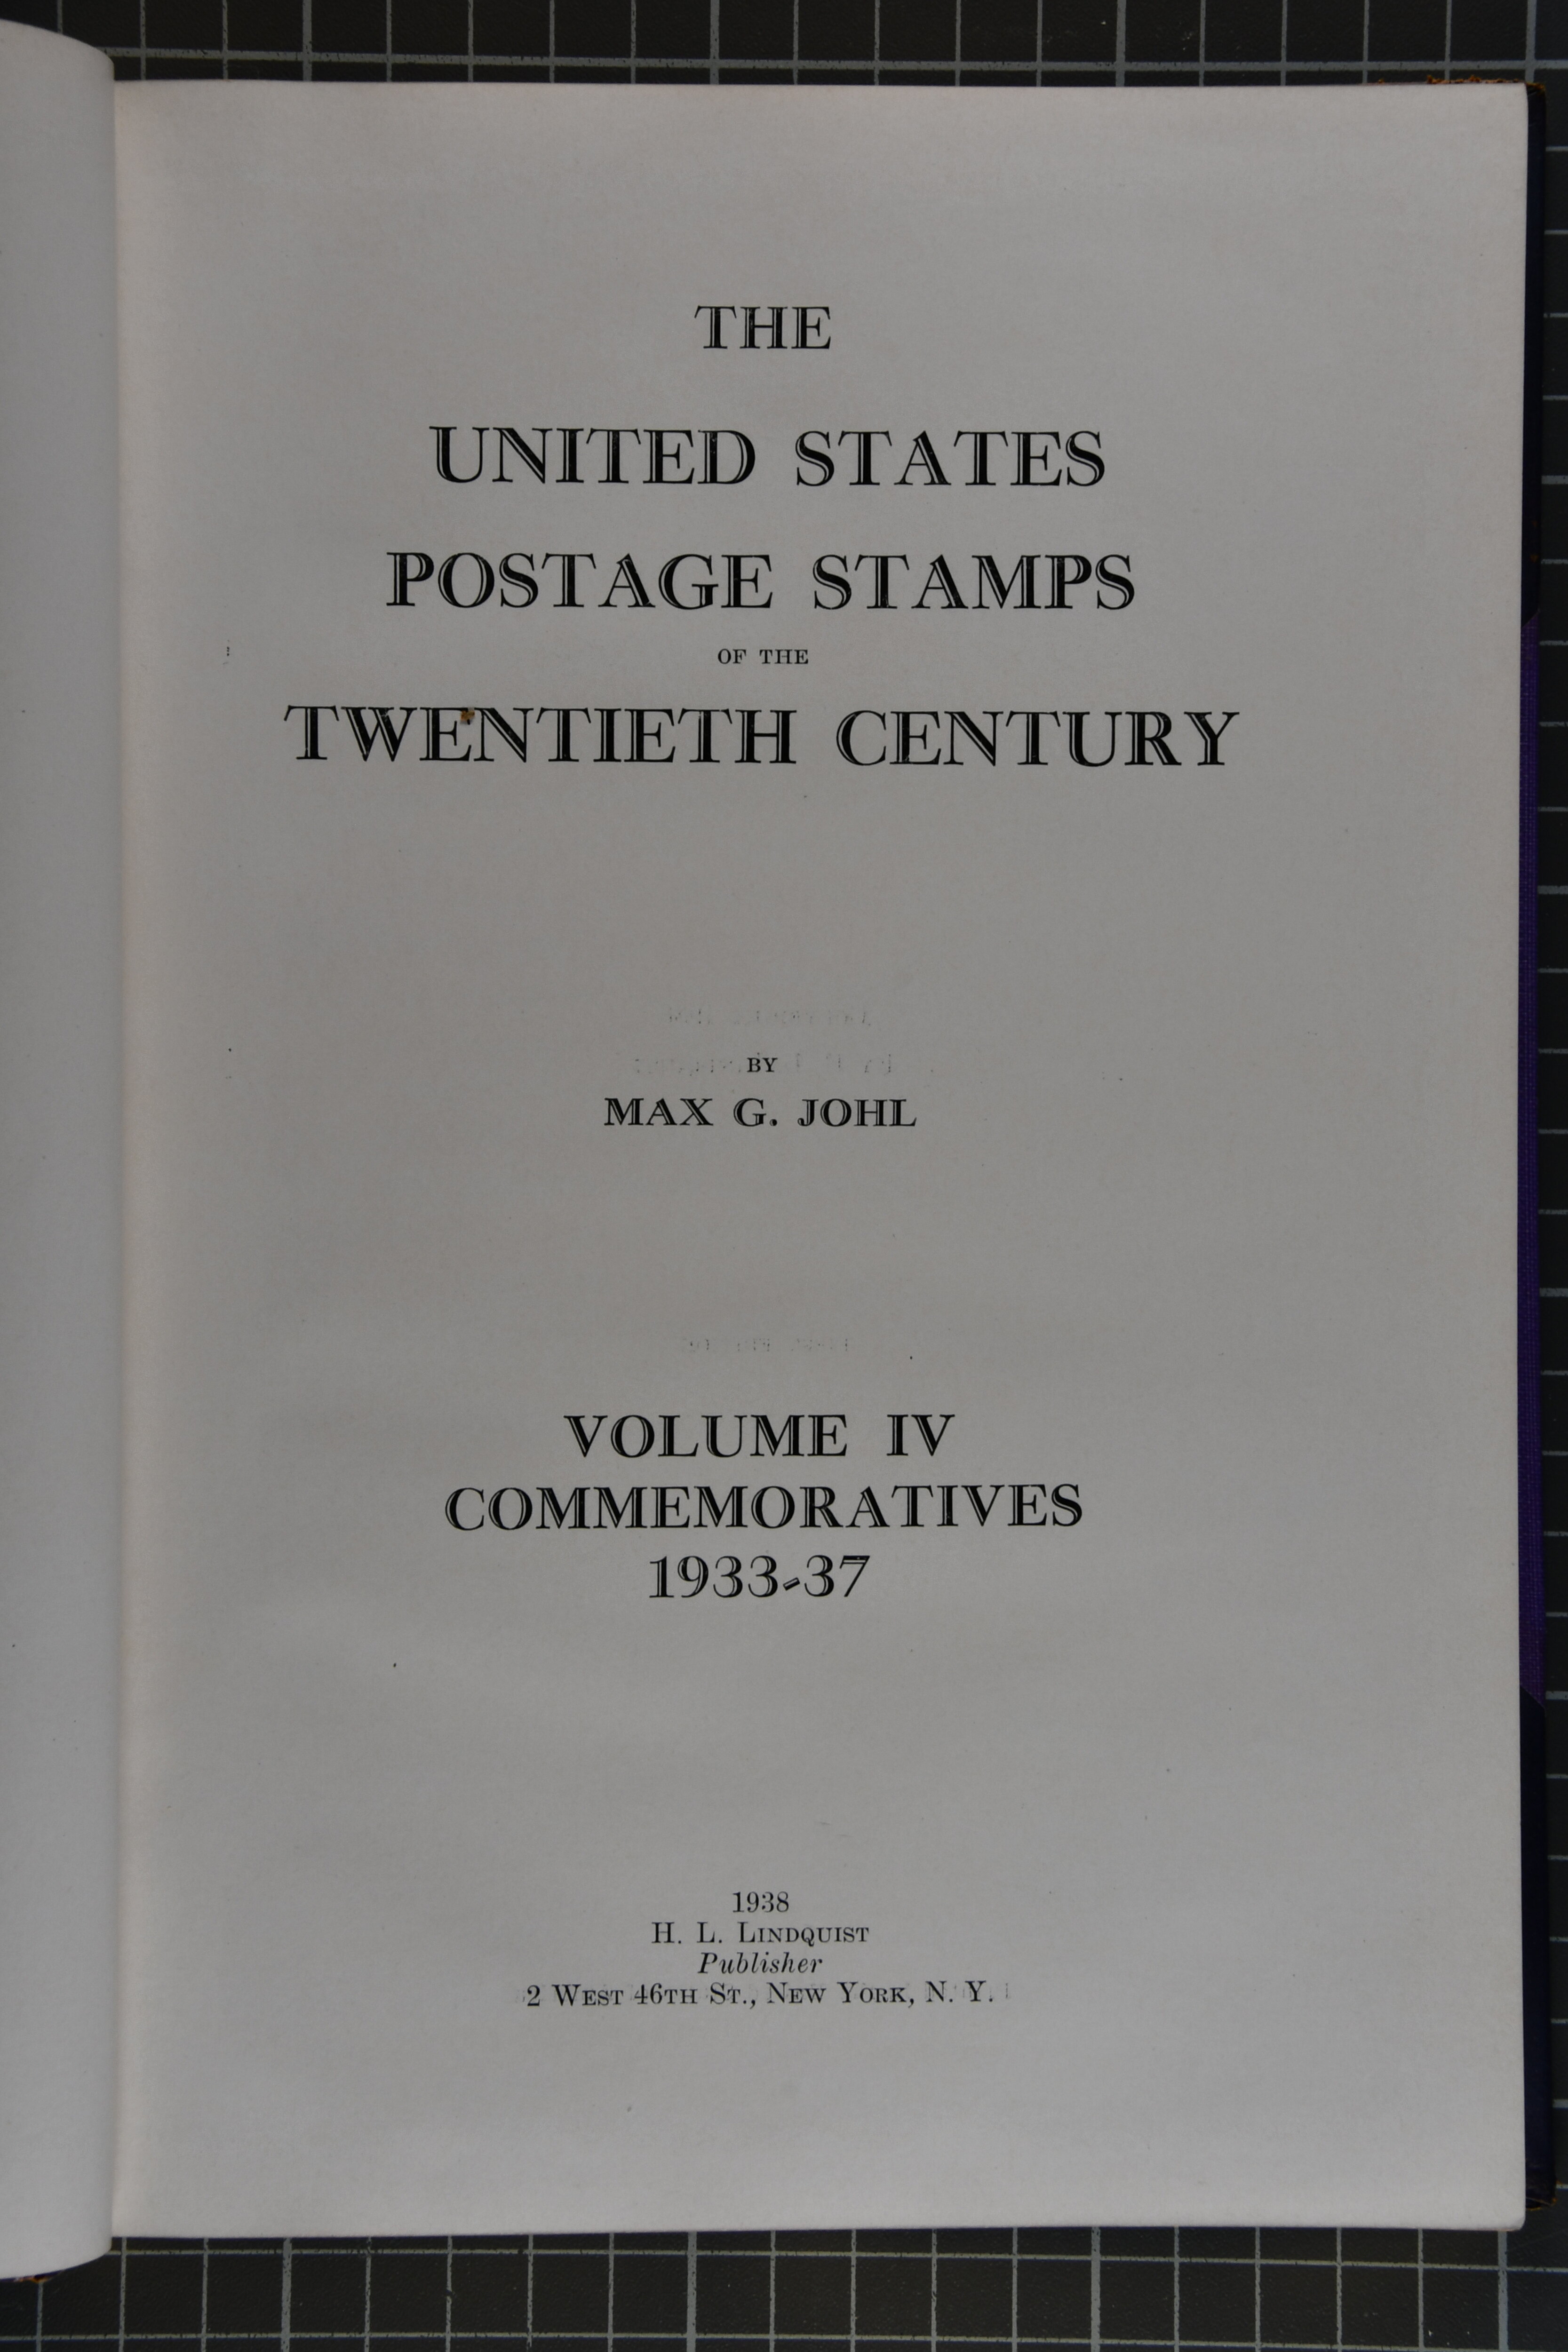 THE
UNITED STATES
POSTAGE STAMPS
OF THE
TWENTIETH CENTURY
BY
MAX G. JOHL
VOLUME IV
COMMEMORATIVES
1933-37
1938
H. L. LINDQUIST
Publisher
2 WEST 46TH ST., NEW YORK, N. Y.